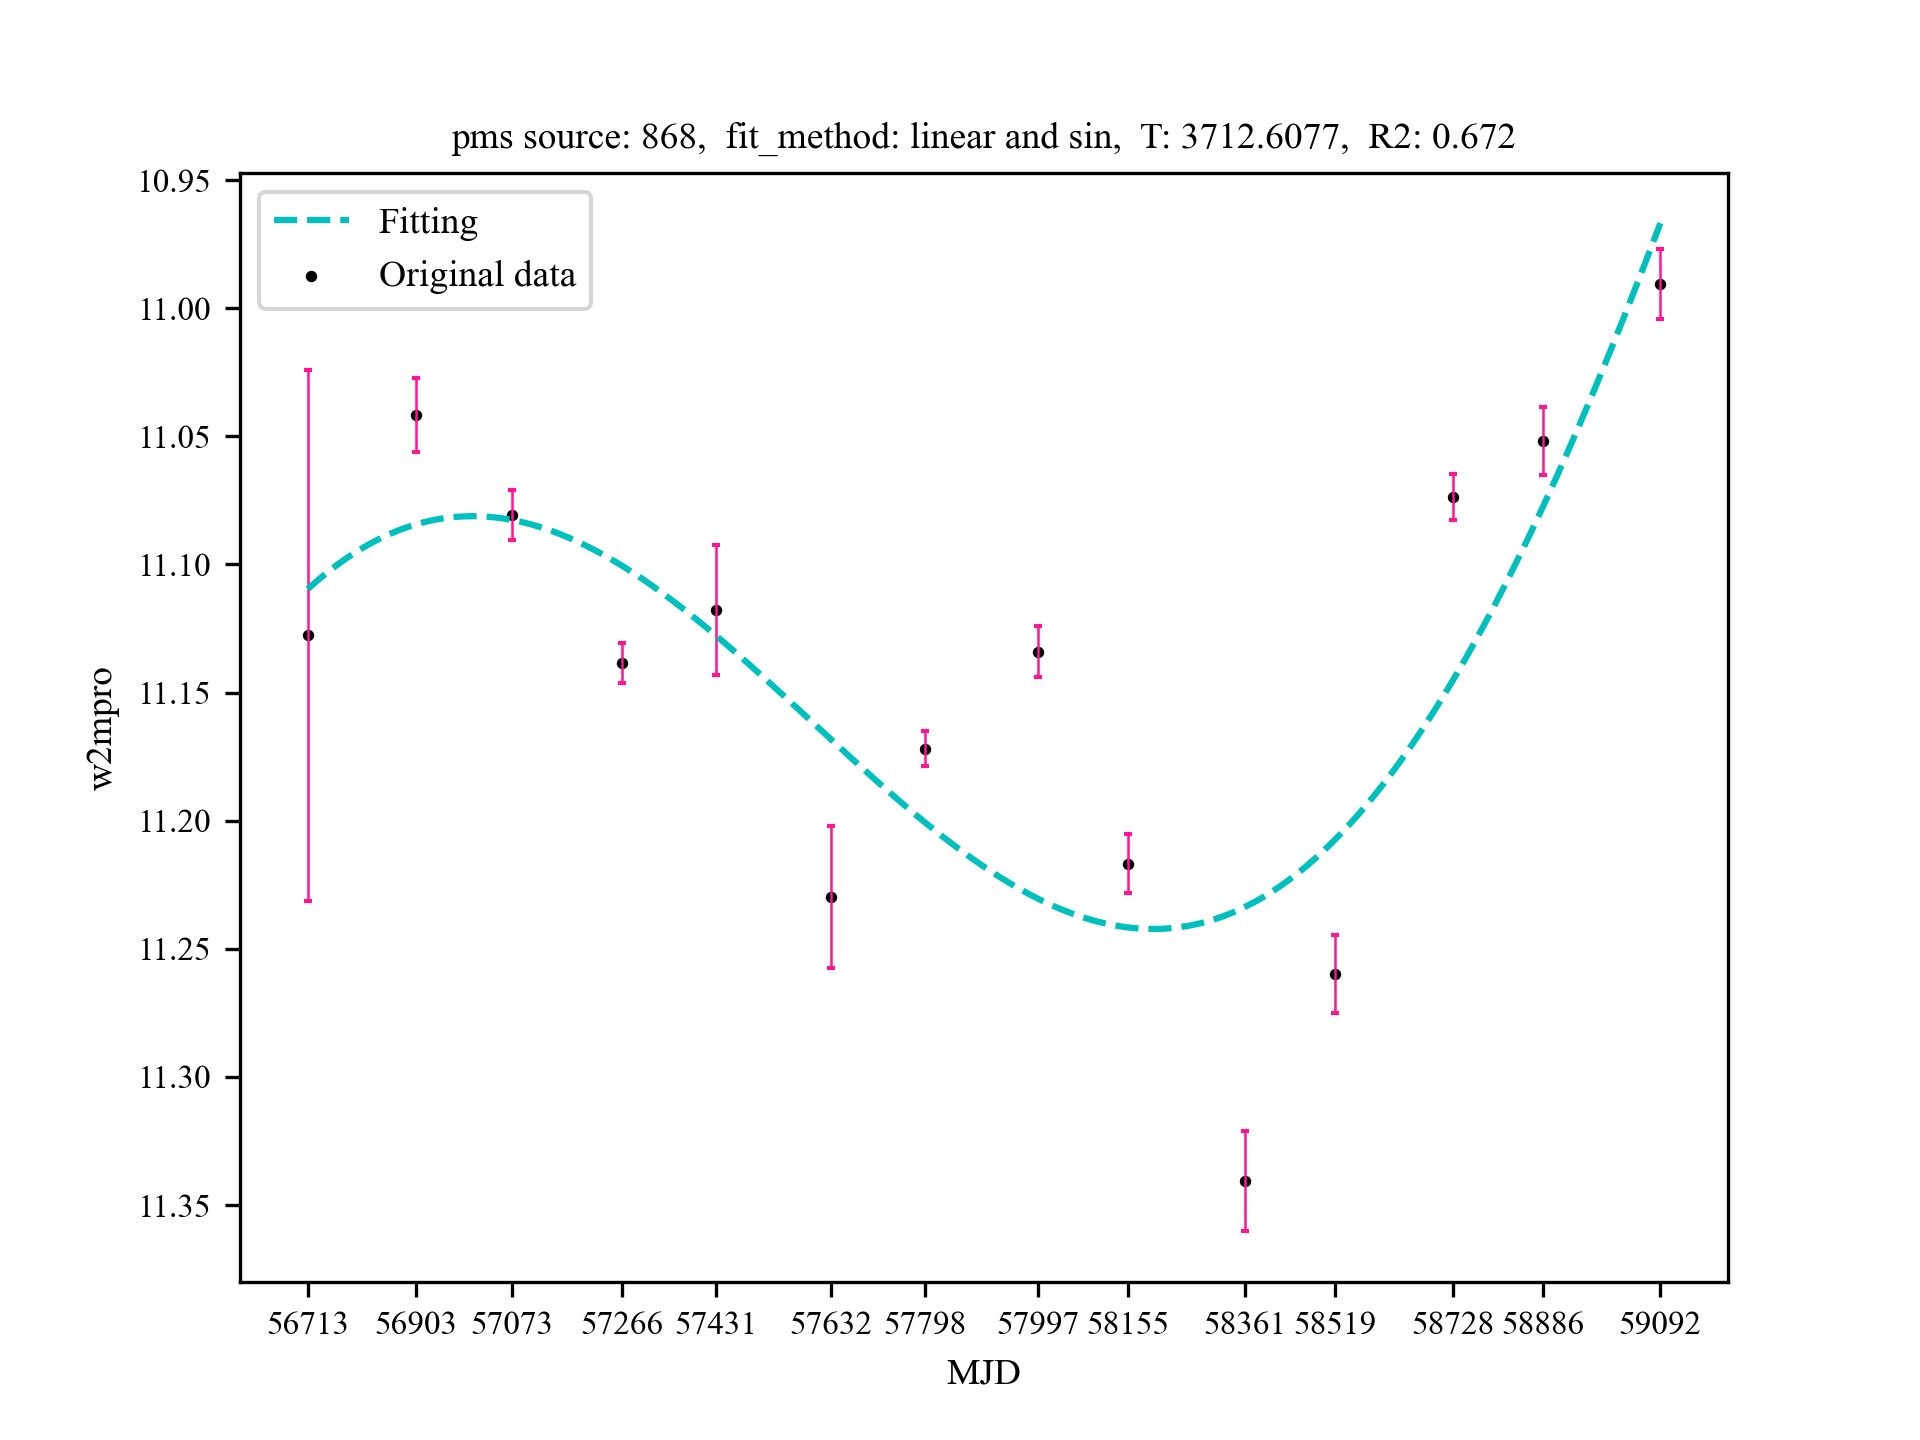 pms source: 868,  fit_method: linear and sin,  T: 3712.6077,  R2: 0.672
10.95
11.00
11.05
11.10
11.15
11.20
11.25
11.30
11.35
Fitting
Original data
w2mpro
56713 56903 57073 57266 57431 57632 57798 57997 58155 58361 58519 58728 58886 59092
MJD